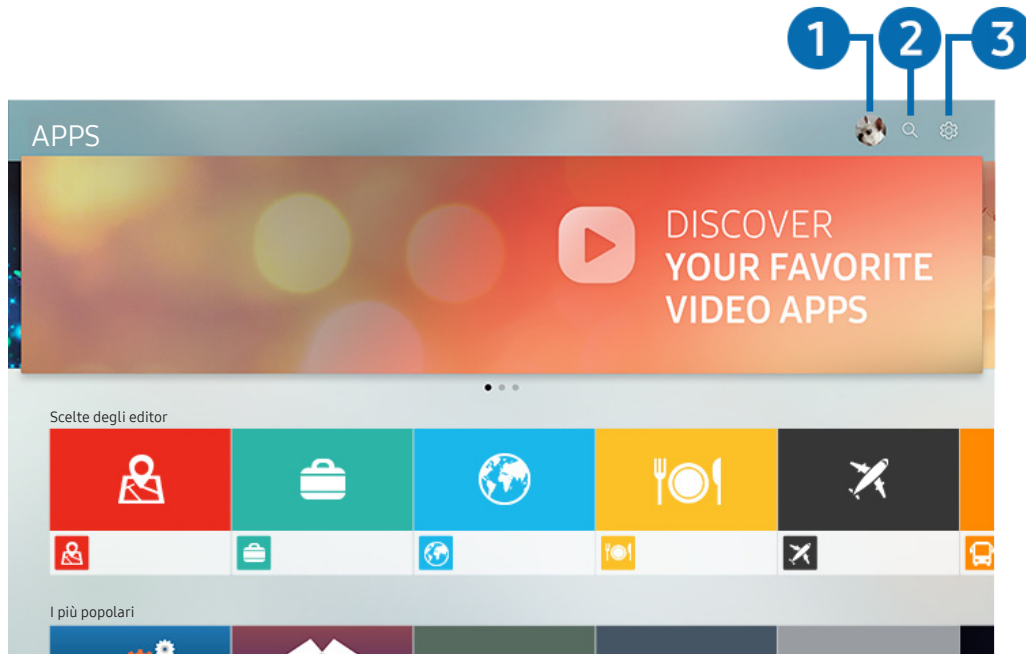 1 2 3
APPS
DISCOVER
YOUR FAVORITE
VIDEO APPS
Scelte degli editor
I più popolari